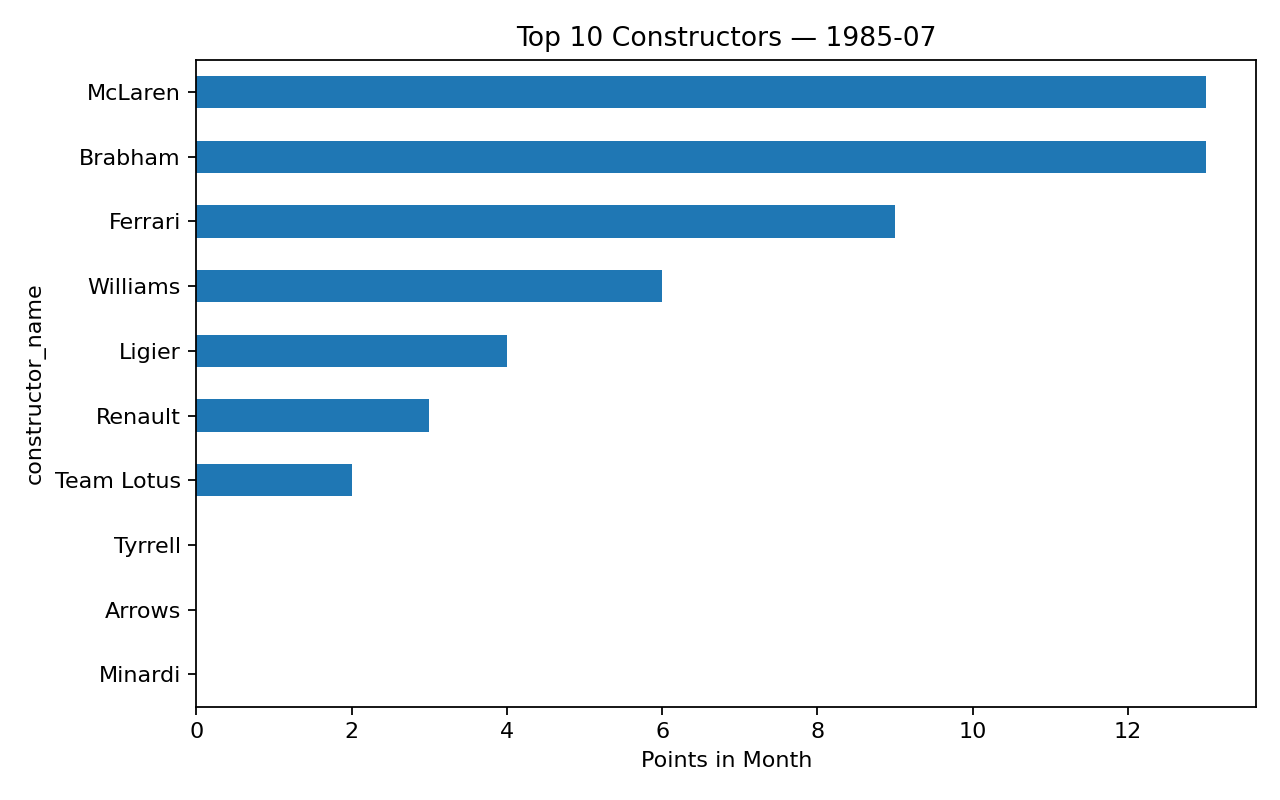 Top 10 Constructors — 1985-07
McLaren
Brabham
Ferrari
Williams
Ligier
Renault
Team Lotus
Tyrrell
Arrows
Minardi
constructor_name
0 2 4 6 8 10 12
Points in Month